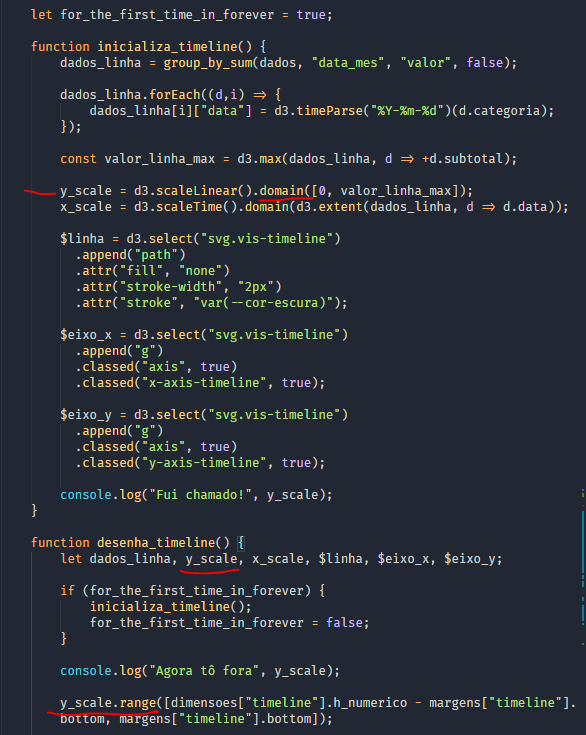 let for_the_first_time_in_forever = true;
function inicializa_timeline() {
dados_linha = group_by_sum(dados, "data_mes", "valor", false);
dados_linha.forEach((d,i) => {
dados_linha[i]["data"] = d3.timeParse("%Y-%m-%d")(d.categoria);
});
const valor_linha_max = d3.max(dados_linha, d => +d.subtotal);
y_scale = d3.scaleLinear().domain([0, valor_linha_max]);
x_scale = d3.scaleTime().domain(d3.extent(dados_linha, d => d.data));
$linha = d3.select("svg.vis-timeline")
.append("path")
.attr("fill", "none")
.attr("stroke-width", "2px")
.attr("stroke", "var(--cor-escura)");
$eixo_x = d3.select("svg.vis-timeline")
.append("g")
.classed("axis", true)
.classed("x-axis-timeline", true);
$eixo_y = d3.select("svg.vis-timeline")
.append("g")
.classed("axis", true)
.classed("y-axis-timeline", true);
console.log("Fui chamado!", y_scale);
}
function desenha_timeline() {
let dados_linha, y_scale, x_scale, $linha, $eixo_x, $eixo_y;
if (for_the_first_time_in_forever) {
inicializa_timeline();
for_the_first_time_in_forever = false;
}
console.log("Agora tô fora", y_scale);
y_scale.range([dimensoes["timeline"].h_numerico - margens["timeline"].
bottom, margens["timeline"].bottom]);